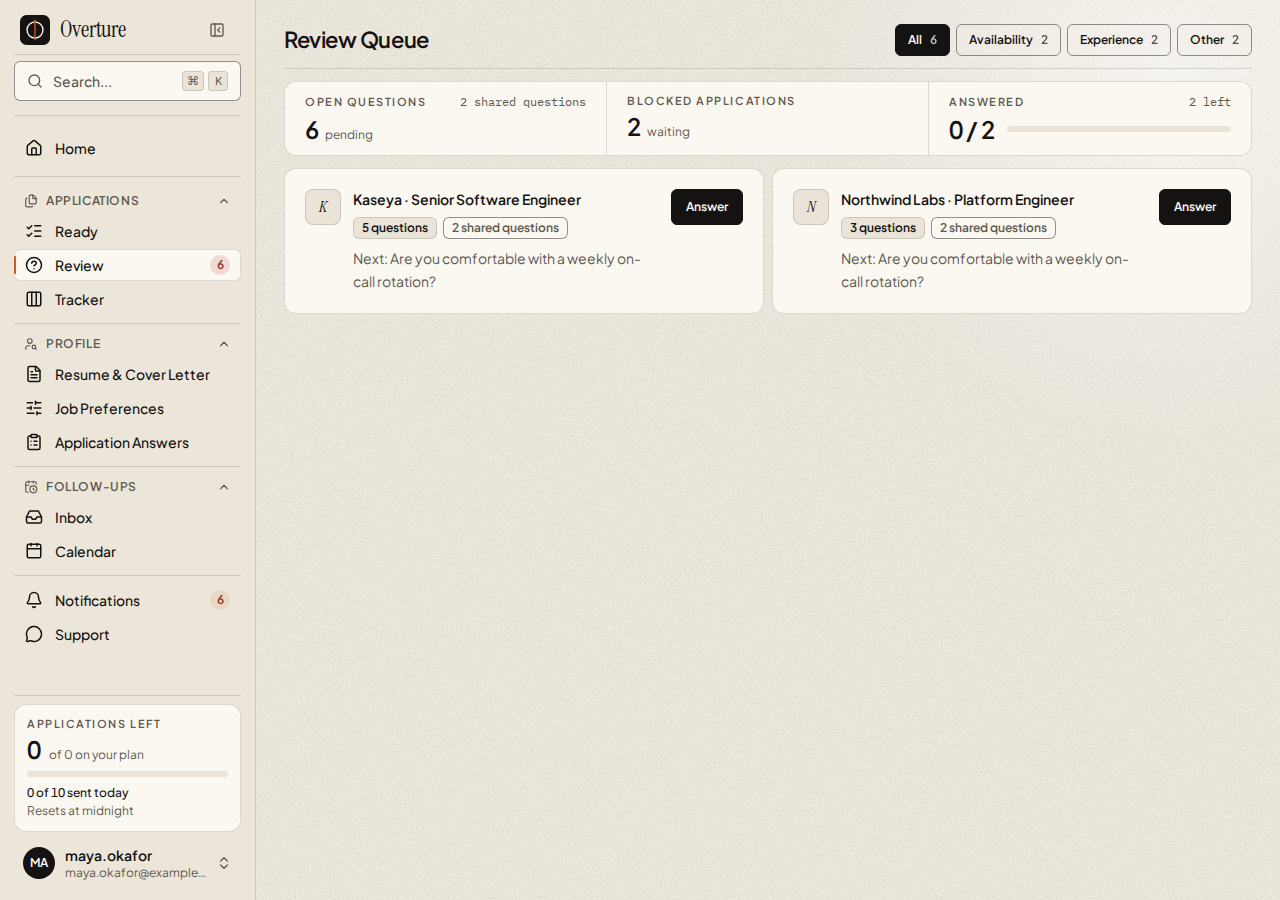 Overture
Search...
⌘ K
Home
APPLICATIONS
Ready
Review 6
Tracker
PROFILE
Resume & Cover Letter
Job Preferences
Application Answers
FOLLOW-UPS
Inbox
Calendar
Notifications 6
Support
APPLICATIONS LEFT
0 of 0 on your plan
0 of 10 sent today
Resets at midnight
MA
maya.okafor
maya.okafor@example...
Review Queue
All 6
Availability 2
Experience 2
Other 2
OPEN QUESTIONS 2 shared questions
6 pending
BLOCKED APPLICATIONS
2 waiting
ANSWERED 2 left
0/2
K
Kaseya · Senior Software Engineer
5 questions 2 shared questions
Next: Are you comfortable with a weekly on-
call rotation?
Answer
N
Northwind Labs · Platform Engineer
3 questions 2 shared questions
Next: Are you comfortable with a weekly on-
call rotation?
Answer